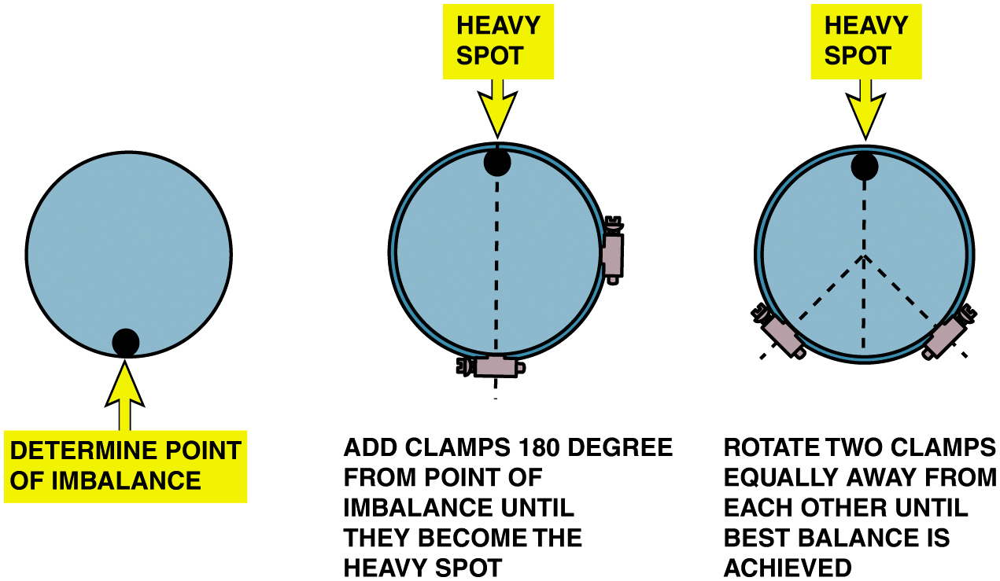 HEAVY
SPOT
HEAVY
SPOT
DETERMINE POINT
OF IMBALANCE
ADD CLAMPS 180 DEGREE
FROM POINT OF
IMBALANCE UNTIL
THEY BECOME THE
HEAVY SPOT
ROTATE TWO CLAMPS
EQUALLY AWAY FROM
EACH OTHER UNTIL
BEST BALANCE IS
ACHIEVED